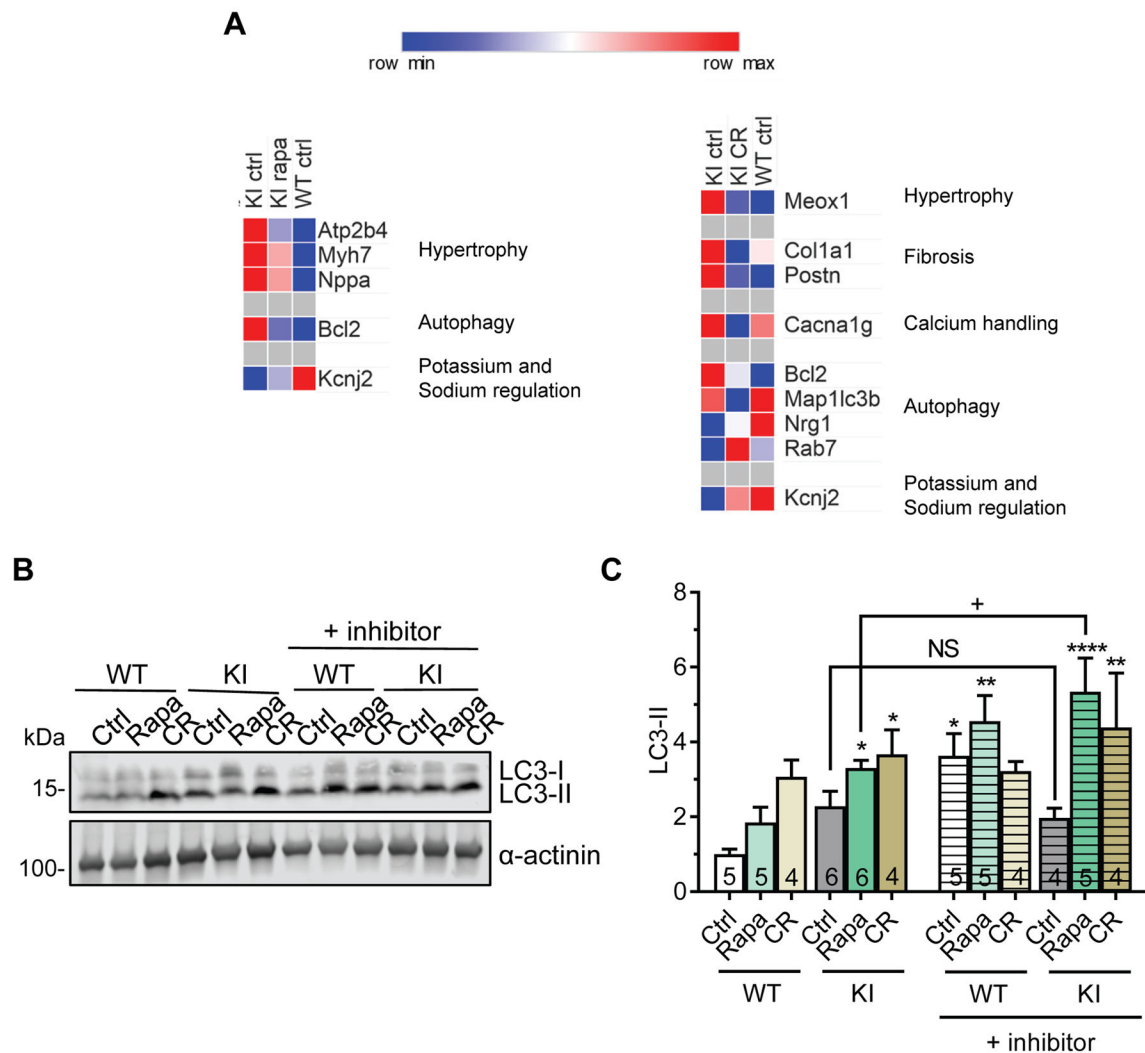 A
row min
row max
KI ctrl
KI rapa
WT ctrl
Atp2b4
Myh7
Nppa
Hypertrophy
Bcl2
Autophagy
Kcnj2
Potassium and
Sodium regulation
KI ctrl
KI CR
WT ctrl
Meox1
Hypertrophy
Col1a1
Postn
Fibrosis
Cacna1g
Calcium handling
Bcl2
Map1lc3b
Nrg1
Rab7
Autophagy
Kcnj2
Potassium and
Sodium regulation
B
+ inhibitor
WT KI WT KI
kDa Ctrl Rapa CR Ctrl Rapa CR Ctrl Rapa CR Ctrl Rapa CR
15- LC3-I
LC3-II
100- α-actinin
C
LC3-II
8
6
4
2
0
+
NS
* * * ** **** **
5 5 4 6 6 4 5 5 4 4 5 4
Ctrl Rapa CR Ctrl Rapa CR Ctrl Rapa CR Ctrl Rapa CR
WT KI WT KI
+ inhibitor